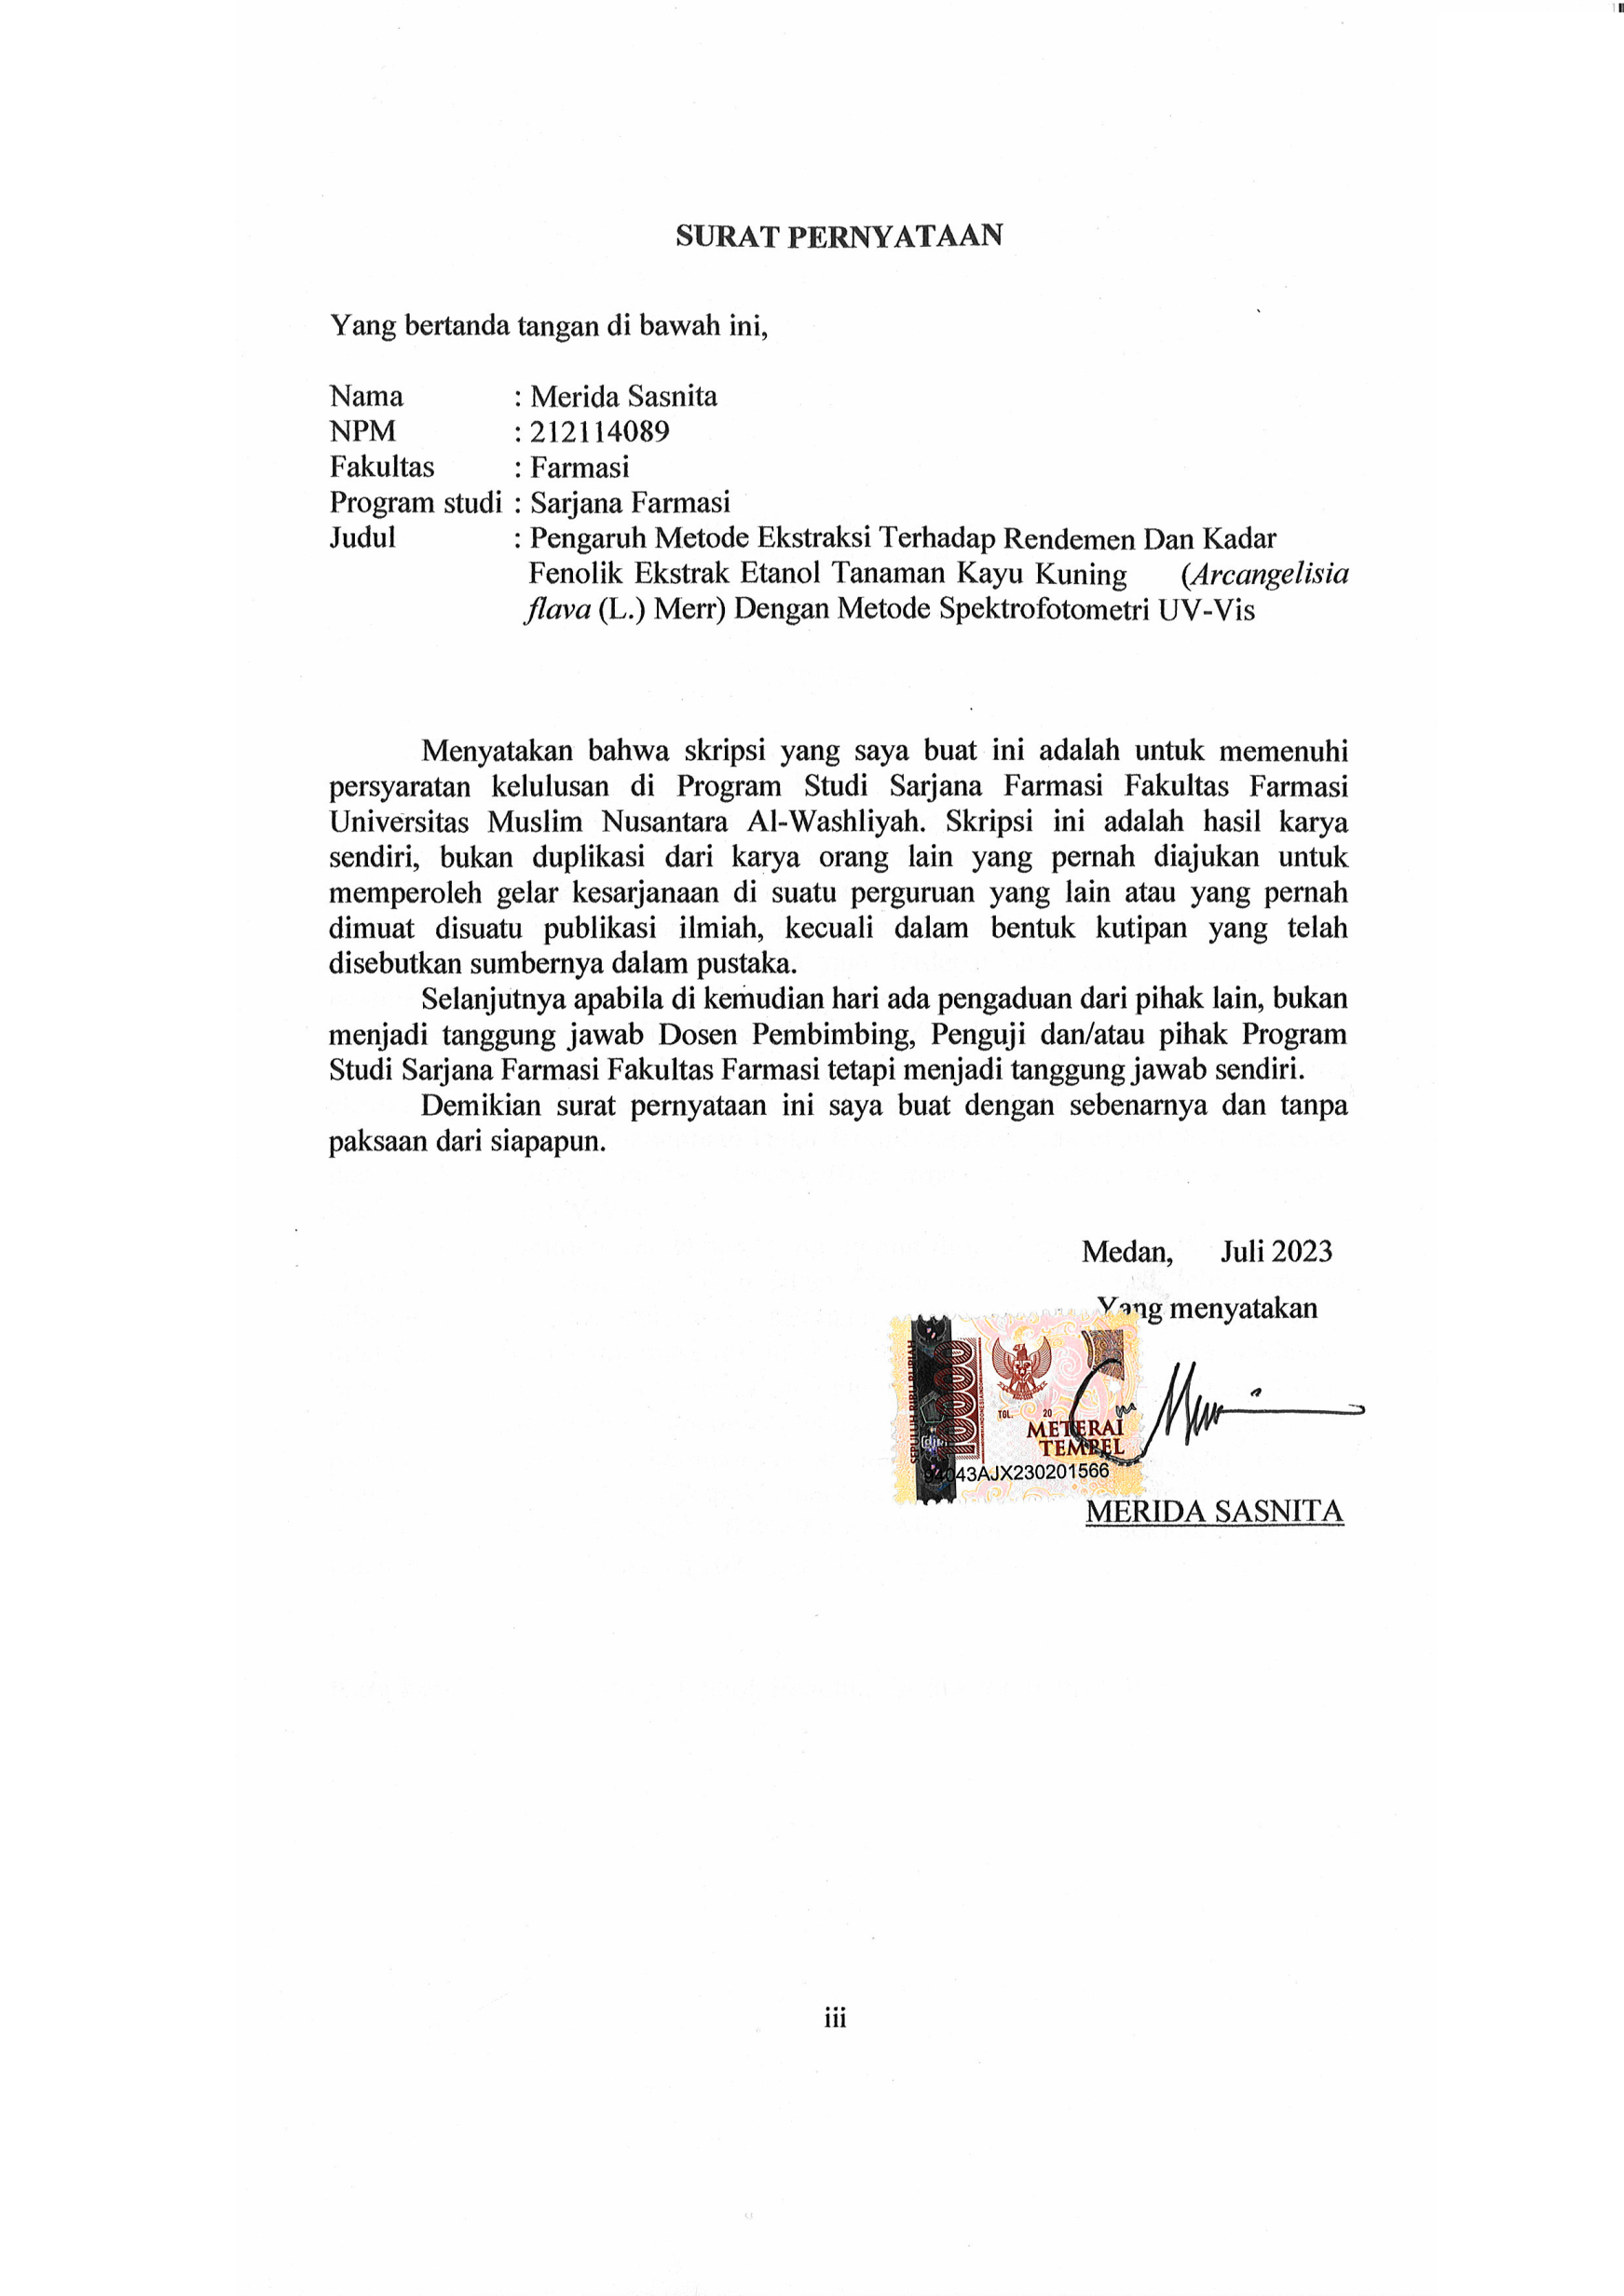 SURAT PERNYATAAN
Yang bertanda tangan di bawah ini,
Nama : Merida Sasnita
NPM : 212114089
Fakultas : Farmasi
Program studi : Sarjana Farmasi
Judul : Pengaruh Metode Ekstraksi Terhadap Rendemen Dan Kadar
Fenolik Ekstrak Etanol Tanaman Kayu Kuning (Arcangelisia
flava (L.) Merr) Dengan Metode Spektrofotometri UV-Vis
Menyatakan bahwa skripsi yang saya buat ini adalah untuk memenuhi
persyaratan kelulusan di Program Studi Sarjana Farmasi Fakultas Farmasi
Universitas Muslim Nusantara Al-Washliyah. Skripsi ini adalah hasil karya
sendiri, bukan duplikasi dari karya orang lain yang pernah diajukan untuk
memperoleh gelar kesarjanaan di suatu perguruan yang lain atau yang pernah
dimuat disuatu publikasi ilmiah, kecuali dalam bentuk kutipan yang telah
disebutkan sumbernya dalam pustaka.
Selanjutnya apabila di kemudian hari ada pengaduan dari pihak lain, bukan
menjadi tanggung jawab Dosen Pembimbing, Penguji dan/atau pihak Program
Studi Sarjana Farmasi Fakultas Farmasi tetapi menjadi tanggung jawab sendiri.
Demikian surat pernyataan ini saya buat dengan sebenarnya dan tanpa
paksaan dari siapapun.
Medan, Juli 2023
Yang menyatakan
SEPULUH RIBU RUPIAH
10000
TGL. 20
METERAI
TEMPEL
94043AJX230201566
MERIDA SASNITA
iii